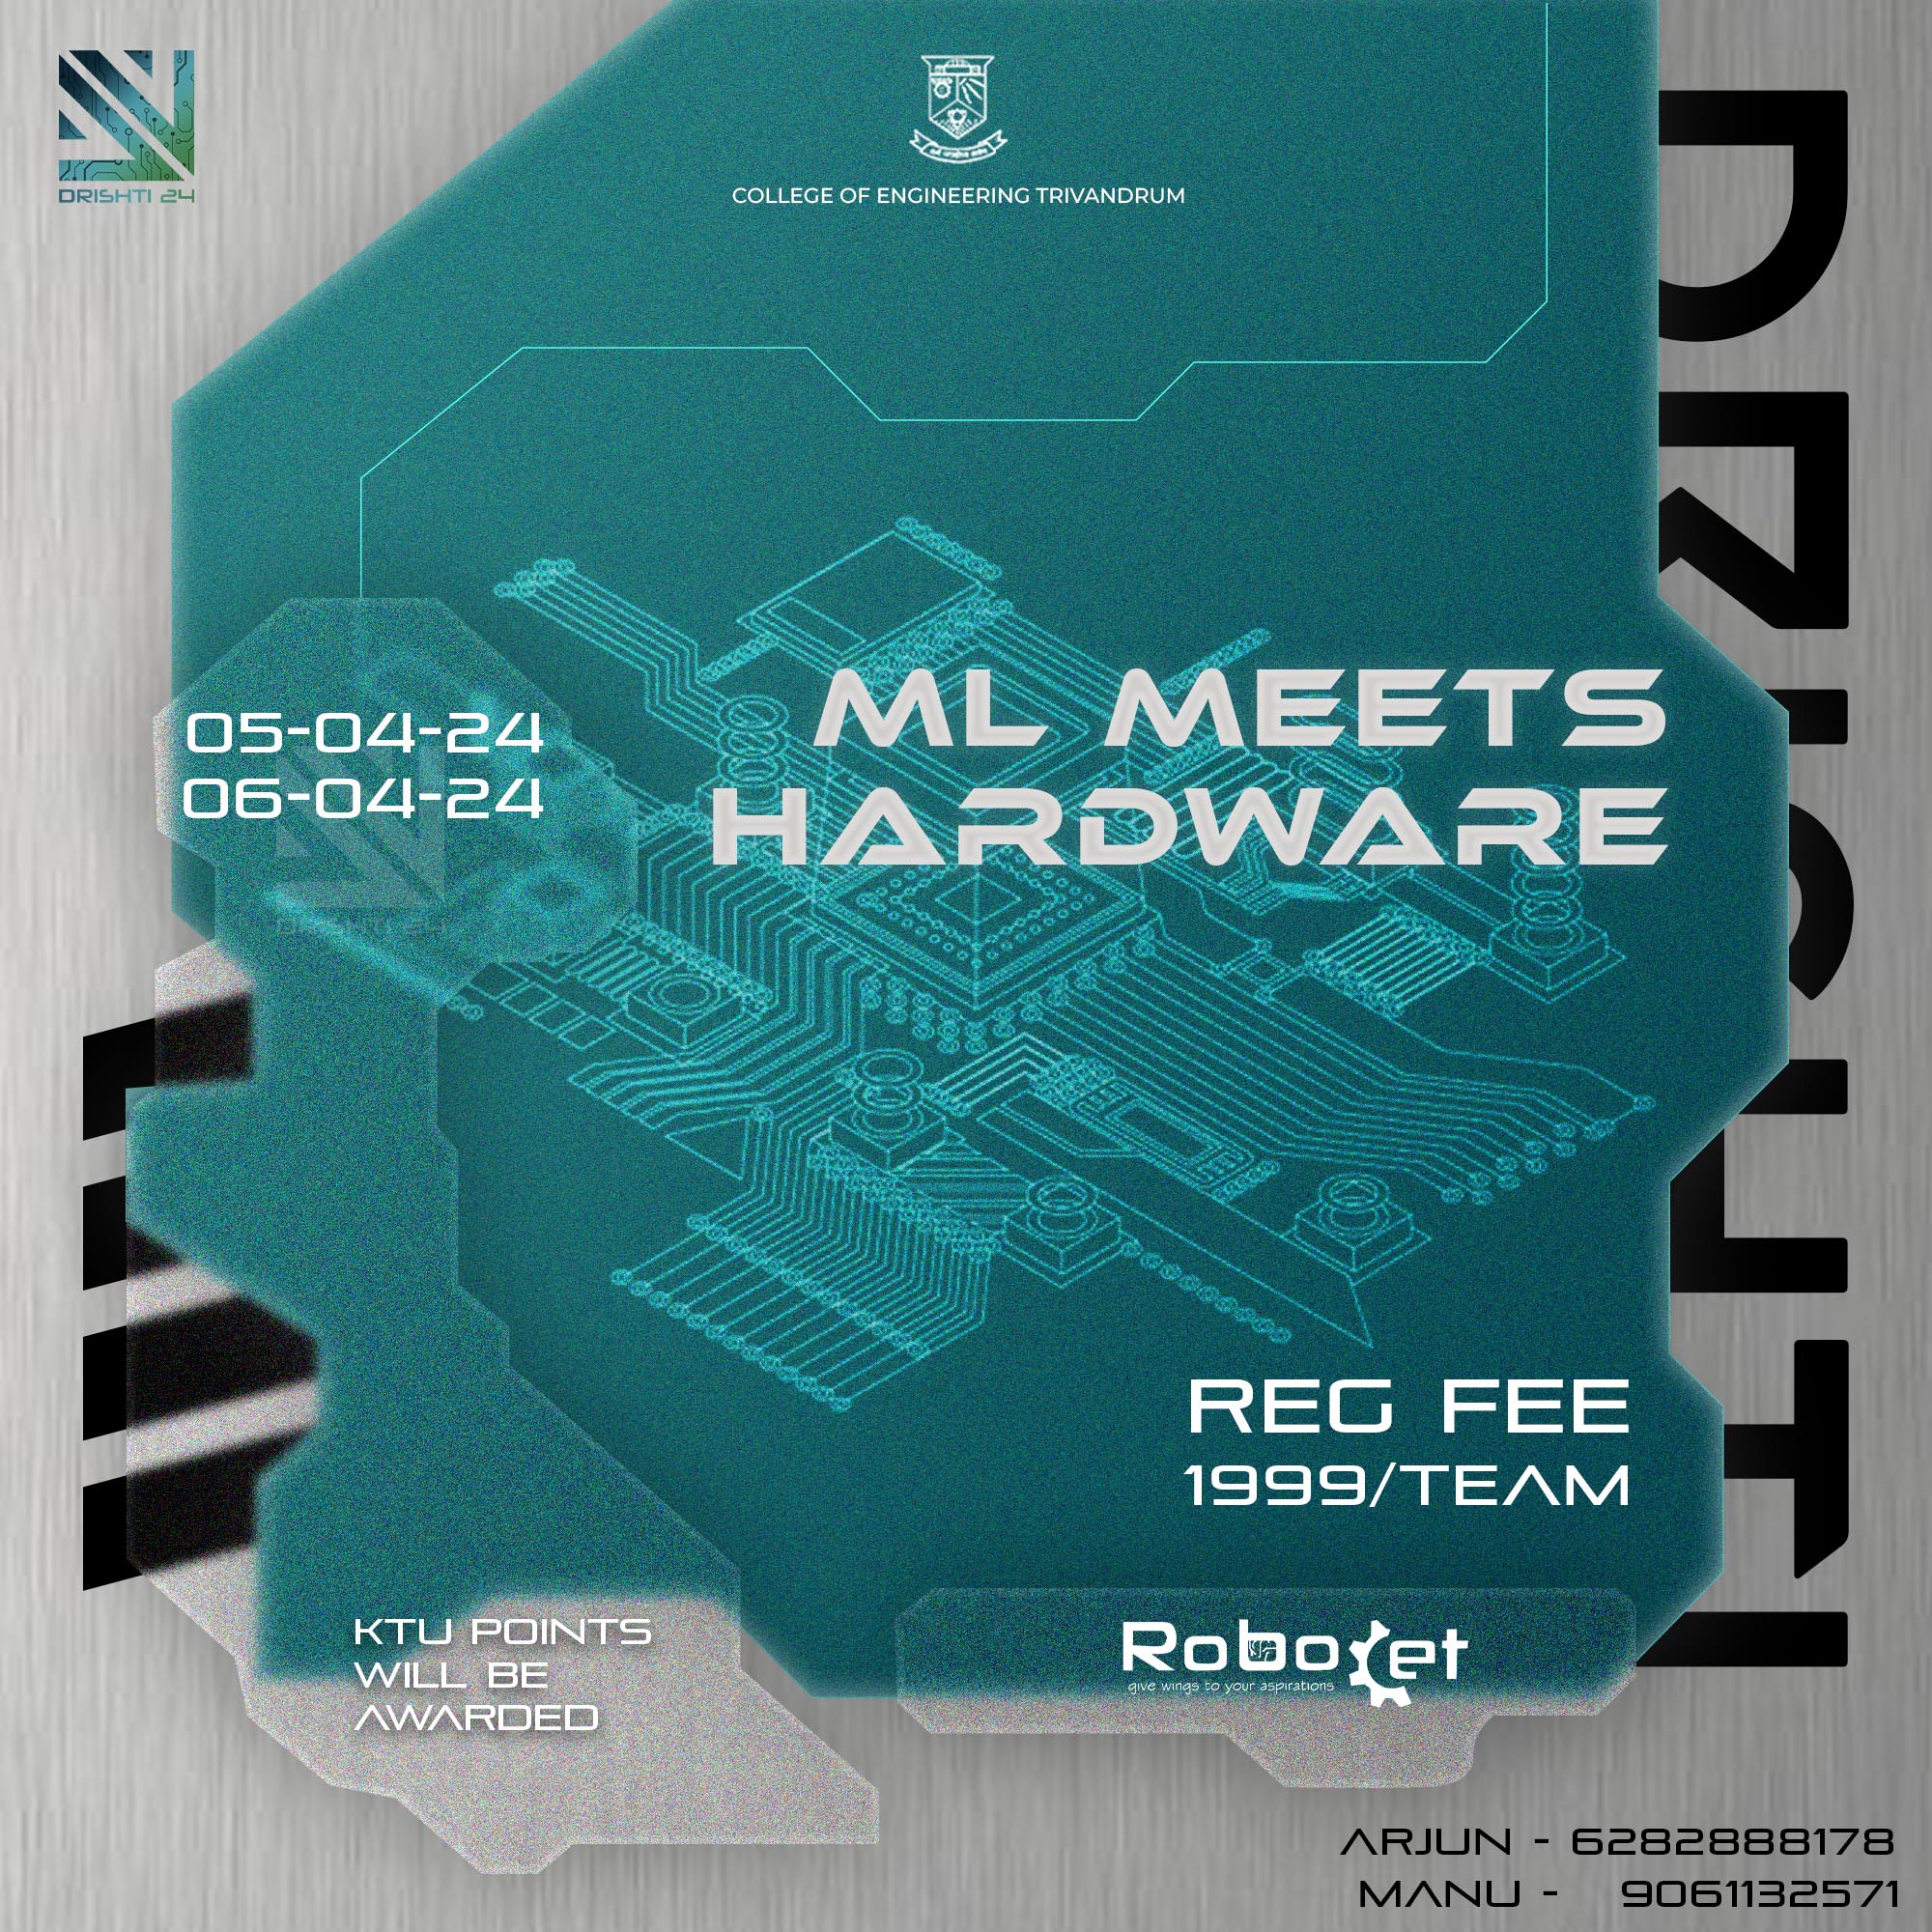 DRISHTI 24
COLLEGE OF ENGINEERING TRIVANDRUM
DRISHTI
05-04-24
06-04-24
ML MEETS
HARDWARE
REG FEE
1999/TEAM
KTU POINTS
WILL BE
AWARDED
Robocet
give wings to your aspirations
ARJUN - 6282888178
MANU - 9061132571